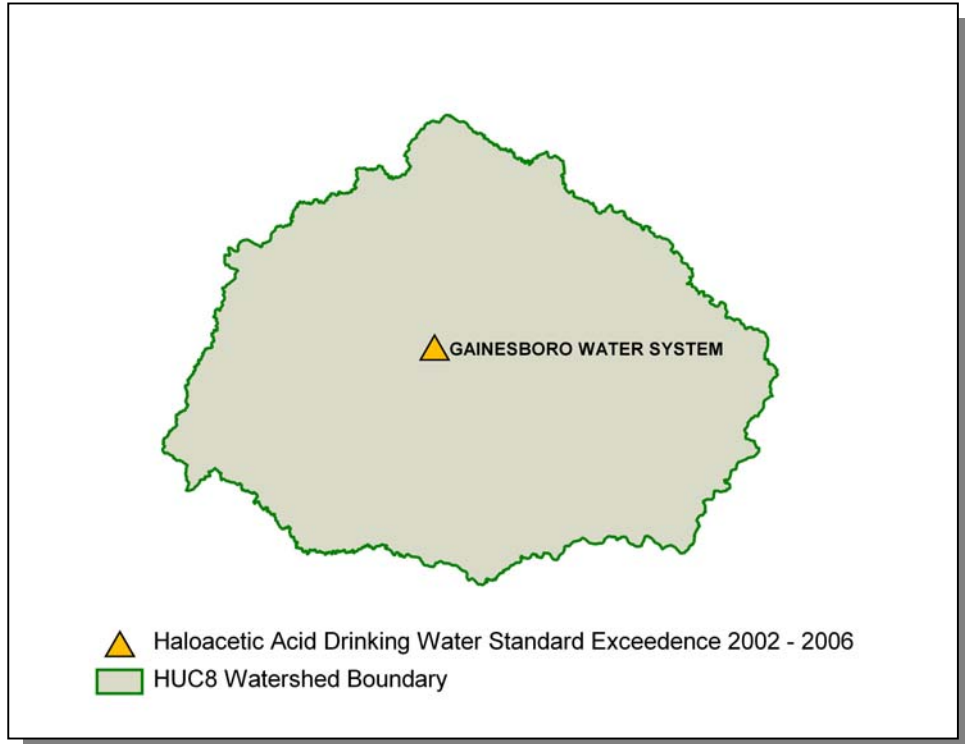 GAINESBORO WATER SYSTEM
Haloacetic Acid Drinking Water Standard Exceedence 2002 - 2006
HUC8 Watershed Boundary